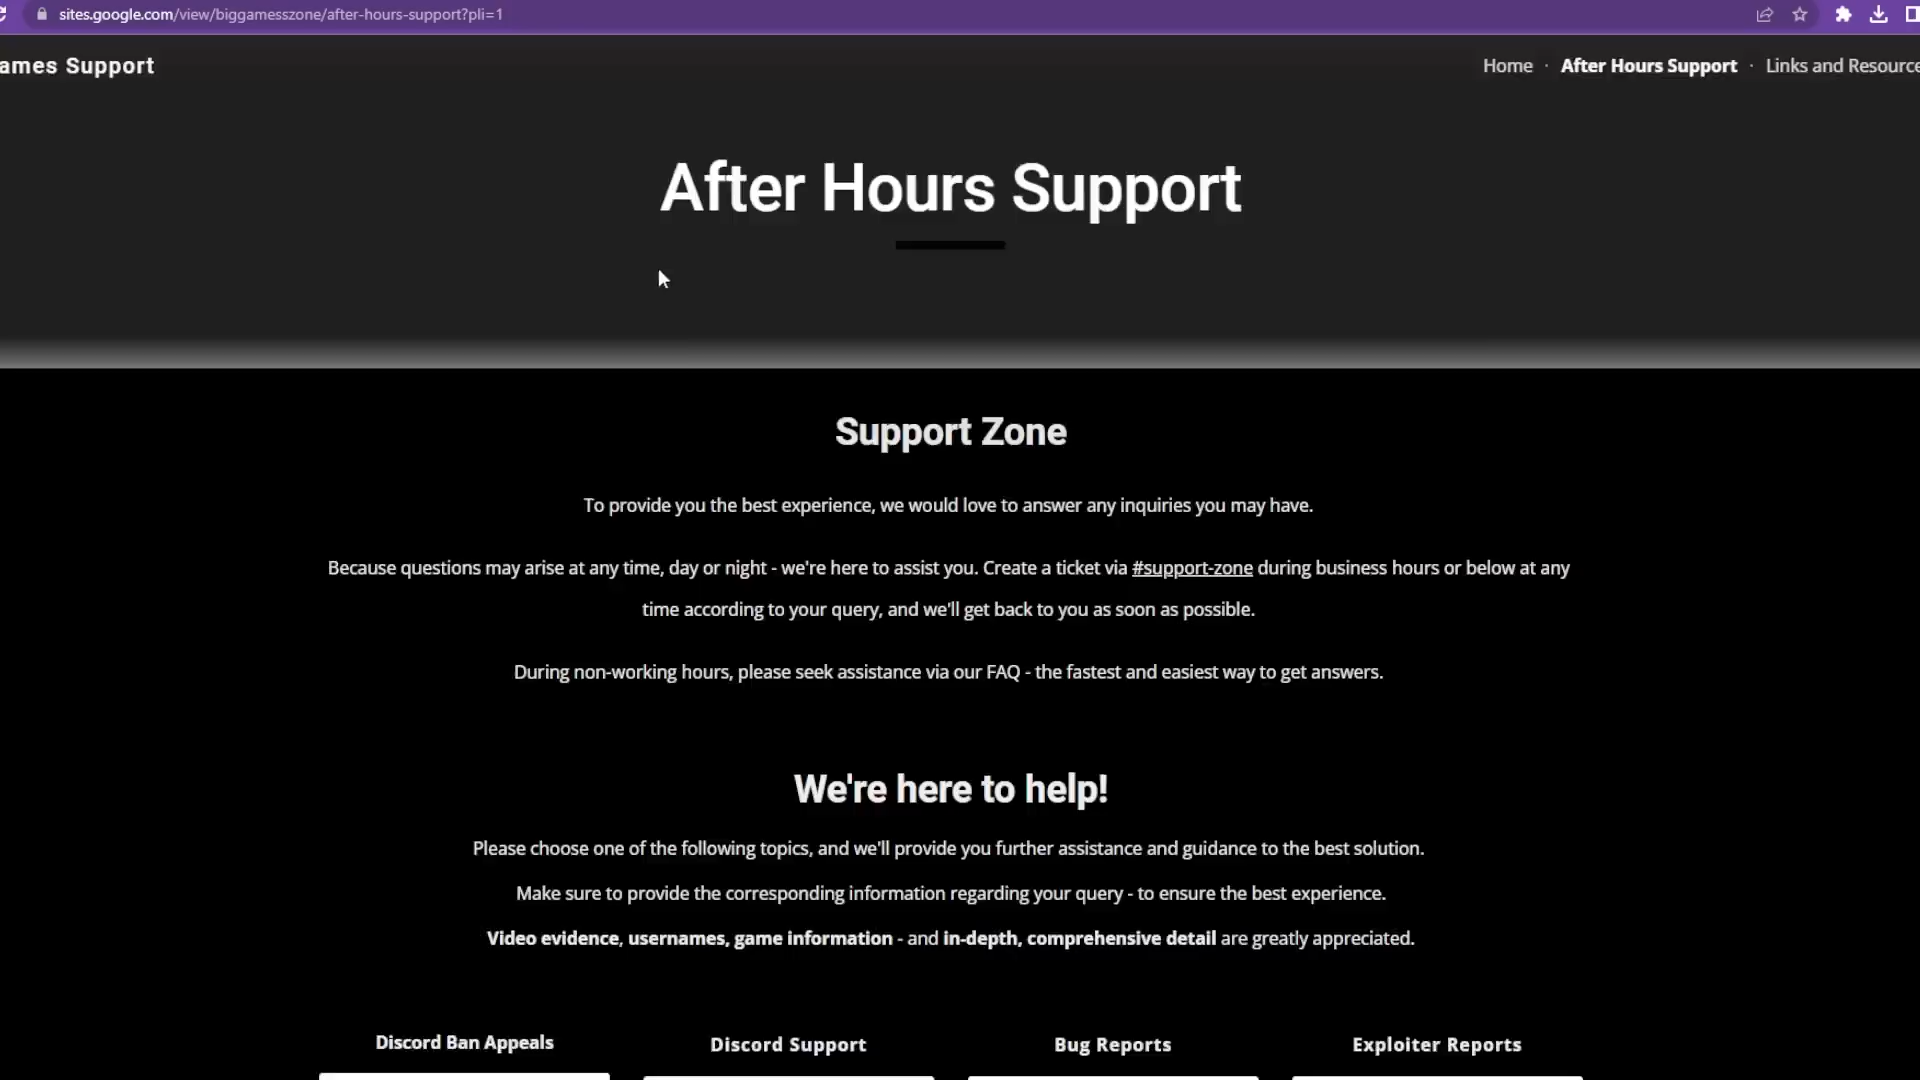 sites.google.com/view/biggamesszone/after-hours-support?pli=1
ames Support
Home · After Hours Support · Links and Resource
After Hours Support
Support Zone
To provide you the best experience, we would love to answer any inquiries you may have.
Because questions may arise at any time, day or night - we're here to assist you. Create a ticket via #support-zone during business hours or below at any
time according to your query, and we'll get back to you as soon as possible.
During non-working hours, please seek assistance via our FAQ - the fastest and easiest way to get answers.
We're here to help!
Please choose one of the following topics, and we'll provide you further assistance and guidance to the best solution.
Make sure to provide the corresponding information regarding your query - to ensure the best experience.
Video evidence, usernames, game information - and in-depth, comprehensive detail are greatly appreciated.
Discord Ban Appeals
Discord Support
Bug Reports
Exploiter Reports